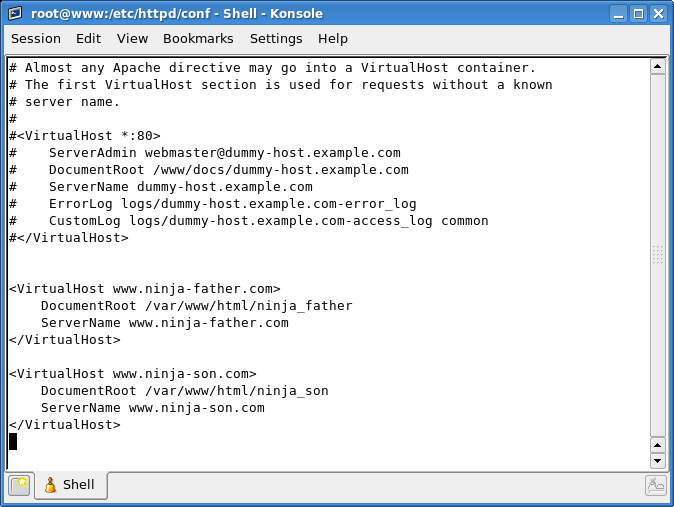 root@www:/etc/httpd/conf - Shell - Konsole
Session Edit View Bookmarks Settings Help
# Almost any Apache directive may go into a VirtualHost container.
# The first VirtualHost section is used for requests without a known
# server name.
#
#<VirtualHost *:80>
#    ServerAdmin webmaster@dummy-host.example.com
#    DocumentRoot /www/docs/dummy-host.example.com
#    ServerName dummy-host.example.com
#    ErrorLog logs/dummy-host.example.com-error_log
#    CustomLog logs/dummy-host.example.com-access_log common
#</VirtualHost>
<VirtualHost www.ninja-father.com>
    DocumentRoot /var/www/html/ninja_father
    ServerName www.ninja-father.com
</VirtualHost>
<VirtualHost www.ninja-son.com>
    DocumentRoot /var/www/html/ninja_son
    ServerName www.ninja-son.com
</VirtualHost>
Shell